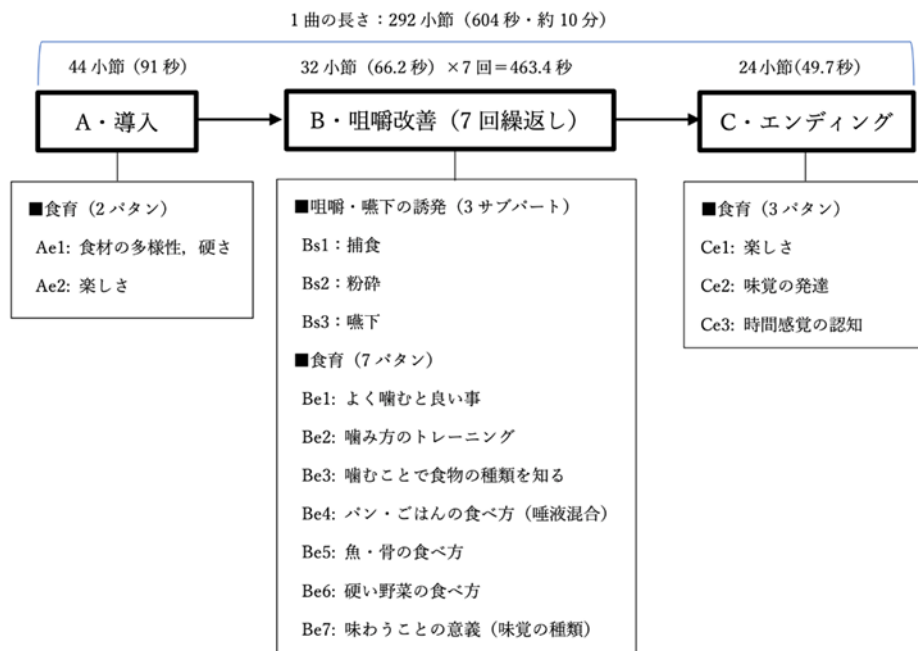 1 曲の長さ：292 小節（604 秒・約 10 分）
44 小節（91 秒）
32 小節（66.2 �）×7 回＝463.4 秒
24 小節(49.7 秒)
A・導入
B・咀嚼改善（7 回繰返し）
C・エンディング
■食育（2 パタン）
Ae1: 食材の多様性，硬さ
Ae2: 楽しさ
■咀嚼・嚥下の誘発（3 サブパート）
Bs1：捕食
Bs2：粉砕
Bs3：嚥下
■食育（7 パタン）
Be1: よく噛むと良い事
Be2: 噛み方のトレーニング
Be3: 噛むことで食物の種類を知る
Be4: パン・ごはんの食べ方（唾液混合）
Be5: 魚・骨の食べ方
Be6: 硬い野菜の食べ方
Be7: 味わうことの意義（味覚の種類）
■食育（3 パタン）
Ce1: 楽しさ
Ce2: 味覚の発達
Ce3: 時間感覚の認知